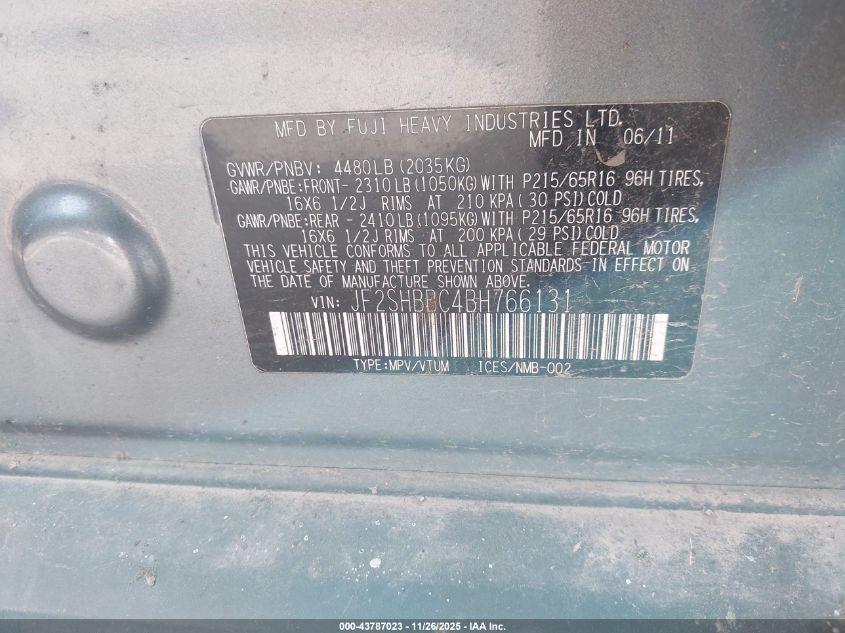 MFD BY FUJI HEAVY INDUSTRIES LTD.
MFD IN 06/11
GVWR/PNBV: 4480LB(2035KG)
GAWR/PNBE:FRONT- 2310LB(1050KG)WITH P215/65R16 96H TIRES,
16X6 1/2J RIMS AT 210 KPA(30 PSI)COLD
GAWR/PNBE:REAR - 2410LB(1095KG)WITH P215/65R16 96H TIRES,
16X6 1/2J RIMS AT 200 KPA(29 PSI)COLD
THIS VEHICLE CONFORMS TO ALL APPLICABLE FEDERAL MOTOR
VEHICLE SAFETY AND THEFT PREVENTION STANDARDS IN EFFECT ON
THE DATE OF MANUFACTURE SHOWN ABOVE.
VIN: JF2SHBBC4BH766131
TYPE:MPV/VTUM ICES/NMB-002
000-43787023 - 11/26/2025 - IAA Inc.